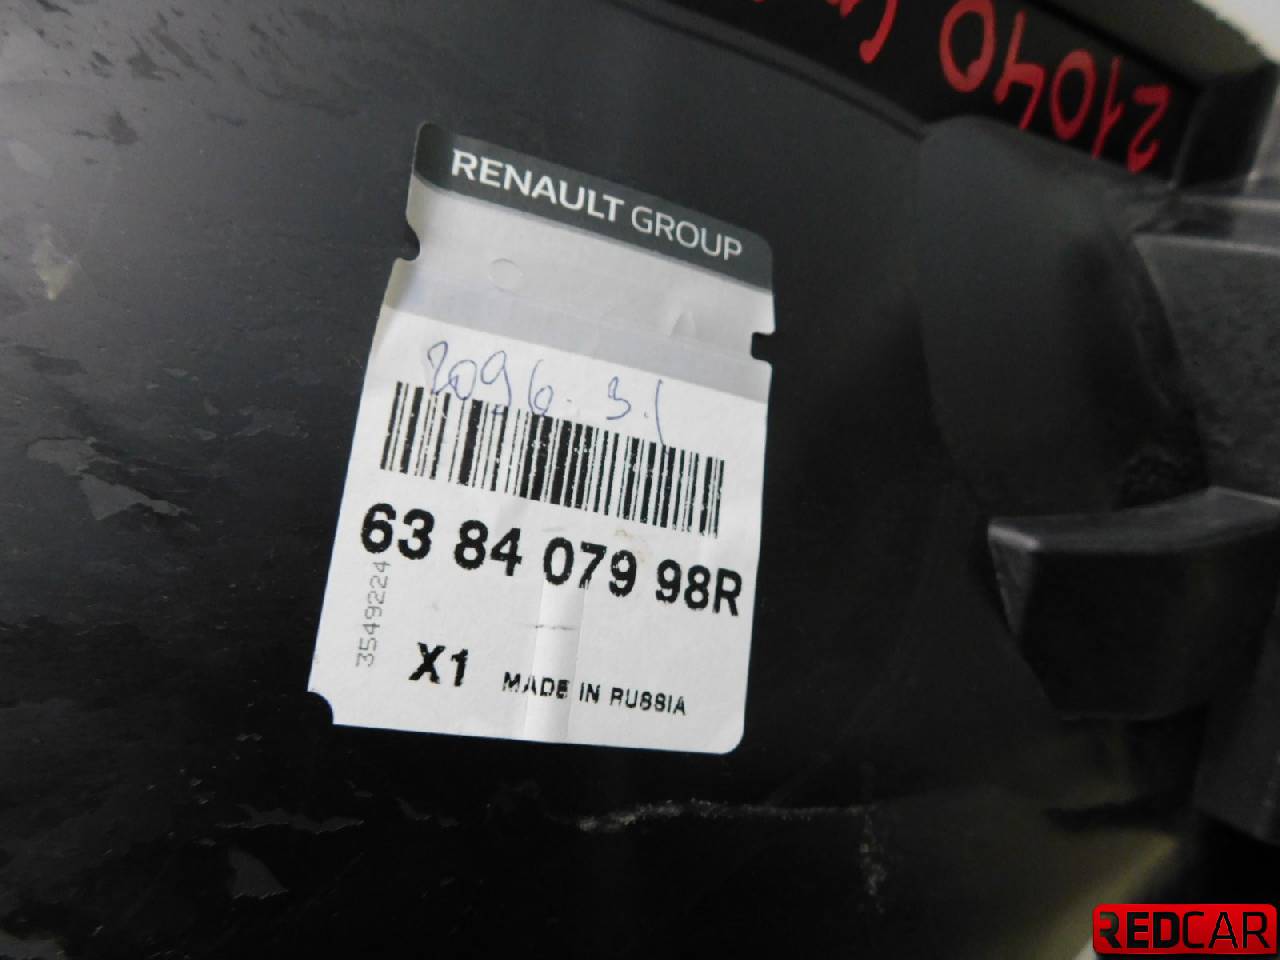 21040
RENAULT GROUP
2096. 3.1
63 84 079 98R
3549224
X1 MADE IN RUSSIA
REDCAR